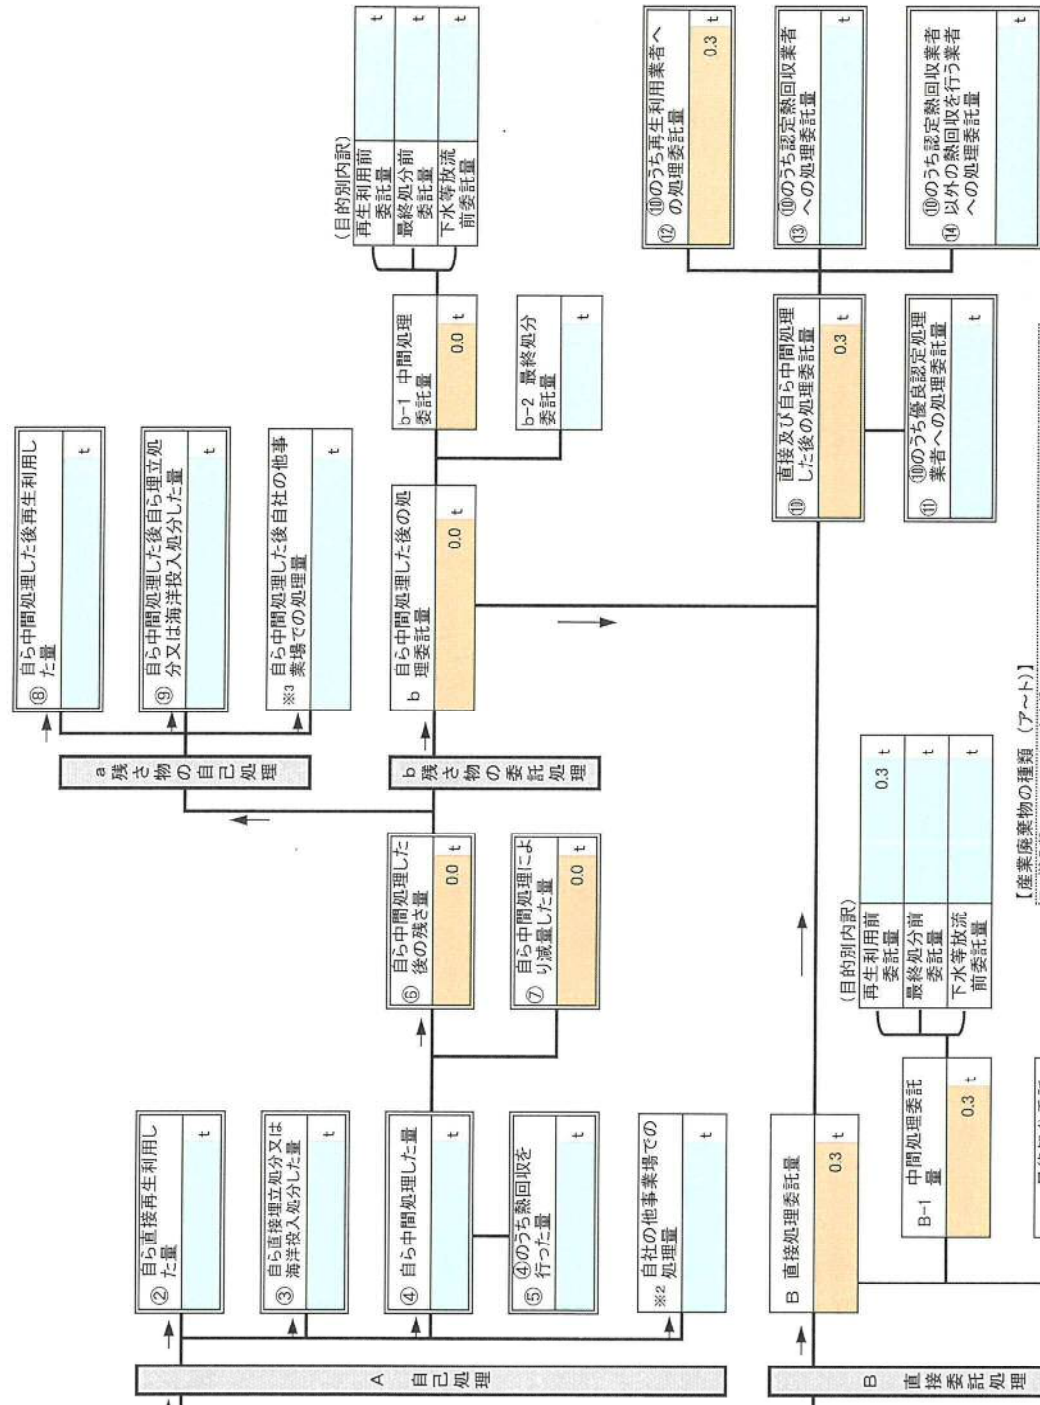 A 自己処理
② 自ら直接再生利用し
た量
t
③ 自ら直接埋立処分又は
海洋投入処分した量
t
④ 自ら中間処理した量
t
⑤ ④のうち熱回収を
行った量
t
※2 自社の他事業場での
処理量
t
⑥ 自ら中間処理した
後の残さ量
0.0 t
⑦ 自ら中間処理によ
り減量した量
0.0 t
a 残さ物の自己処理
⑧ 自ら中間処理した後再生利用し
た量
t
⑨ 自ら中間処理した後自ら埋立処
分又は海洋投入処分した量
t
※3 自ら中間処理した後自社の他事
業場での処理量
t
b 残さ物の委託処理
b 自ら中間処理した後の処
理委託量
0.0 t
b-1 中間処理
委託量
0.0 t
b-2 最終処分
委託量
t
(目的別内訳)
再生利用前
委託量
t
最終処分前
委託量
t
下水等放流
前委託量
t
B 直接委託処理
B 直接処理委託量
0.3 t
B-1 中間処理委託
量
0.3 t
(目的別内訳)
再生利用前
委託量
0.3 t
最終処分前
委託量
t
下水等放流
前委託量
t
⑩ 直接及び自ら中間処理
した後の処理委託量
0.3 t
⑪ ⑩のうち優良認定処理
業者への処理委託量
t
⑫ ⑩のうち再生利用業者へ
の処理委託量
0.3 t
⑬ ⑩のうち認定熱回収業者
への処理委託量
t
⑭ ⑩のうち認定熱回収業者
以外の熱回収を行う業者
への処理委託量
t
【産業廃棄物の種類 (ア〜ト)】